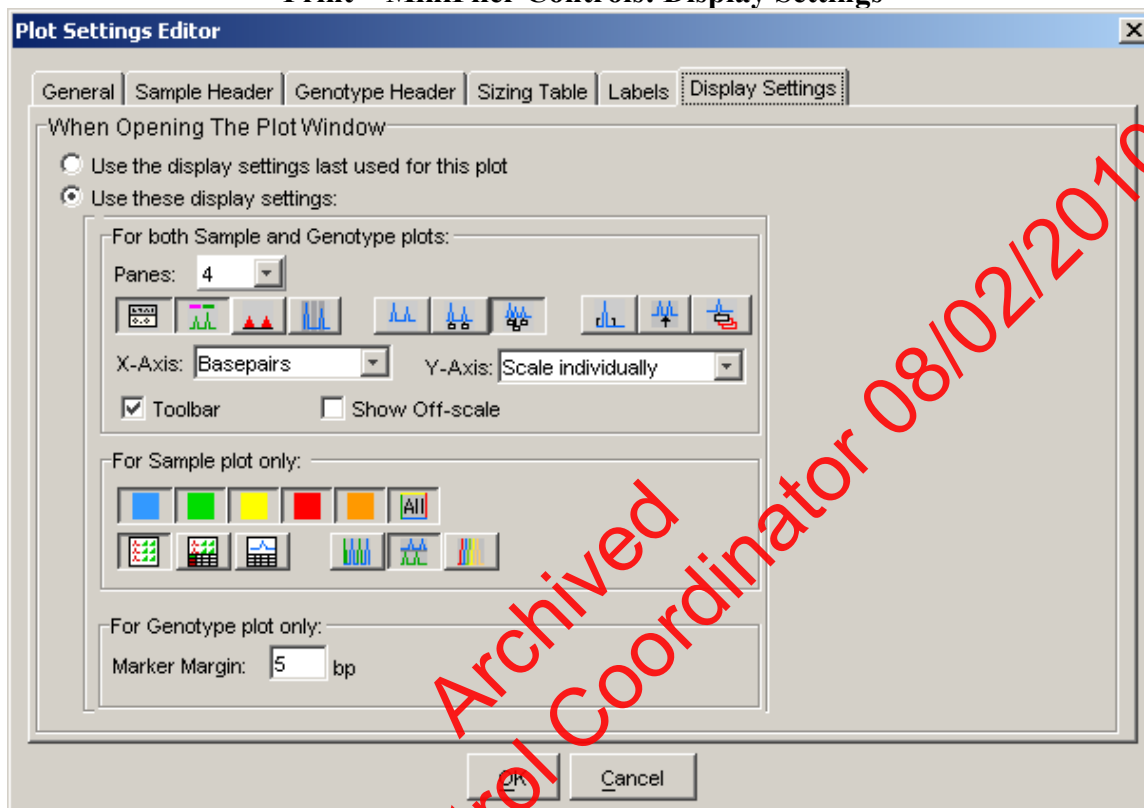 Print – MiniFiler Controls: Display Settings
Plot Settings Editor
General Sample Header Genotype Header Sizing Table Labels Display Settings
When Opening The Plot Window
Use the display settings last used for this plot
Use these display settings:
For both Sample and Genotype plots:
Panes: 4
X-Axis: Basepairs Y-Axis: Scale individually
Toolbar Show Off-scale
For Sample plot only:
All
For Genotype plot only:
Marker Margin: 5 bp
OK Cancel
Archived
Coordinator 08/02/2010